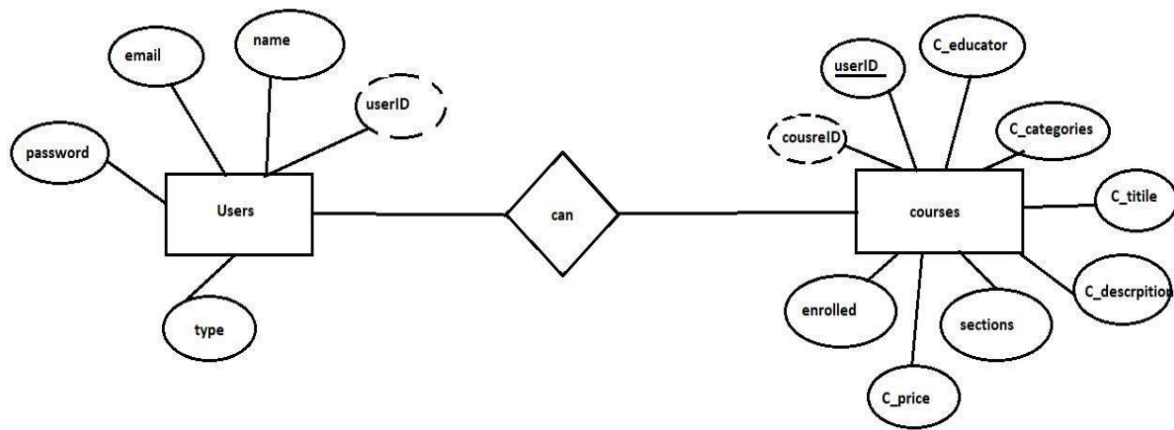 name
email
userID
password
Users
type
can
C_educator
userID
C_categories
cousreID
courses
C_titile
C_descrpition
enrolled
sections
C_price